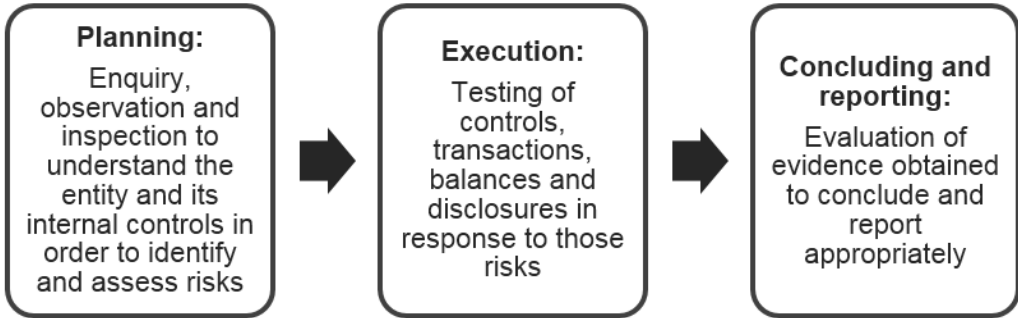 Planning:
Enquiry,
observation and
inspection to
understand the
entity and its
internal controls in
order to identify
and assess risks
Execution:
Testing of
controls,
transactions,
balances and
disclosures in
response to those
risks
Concluding and
reporting:
Evaluation of
evidence obtained
to conclude and
report
appropriately